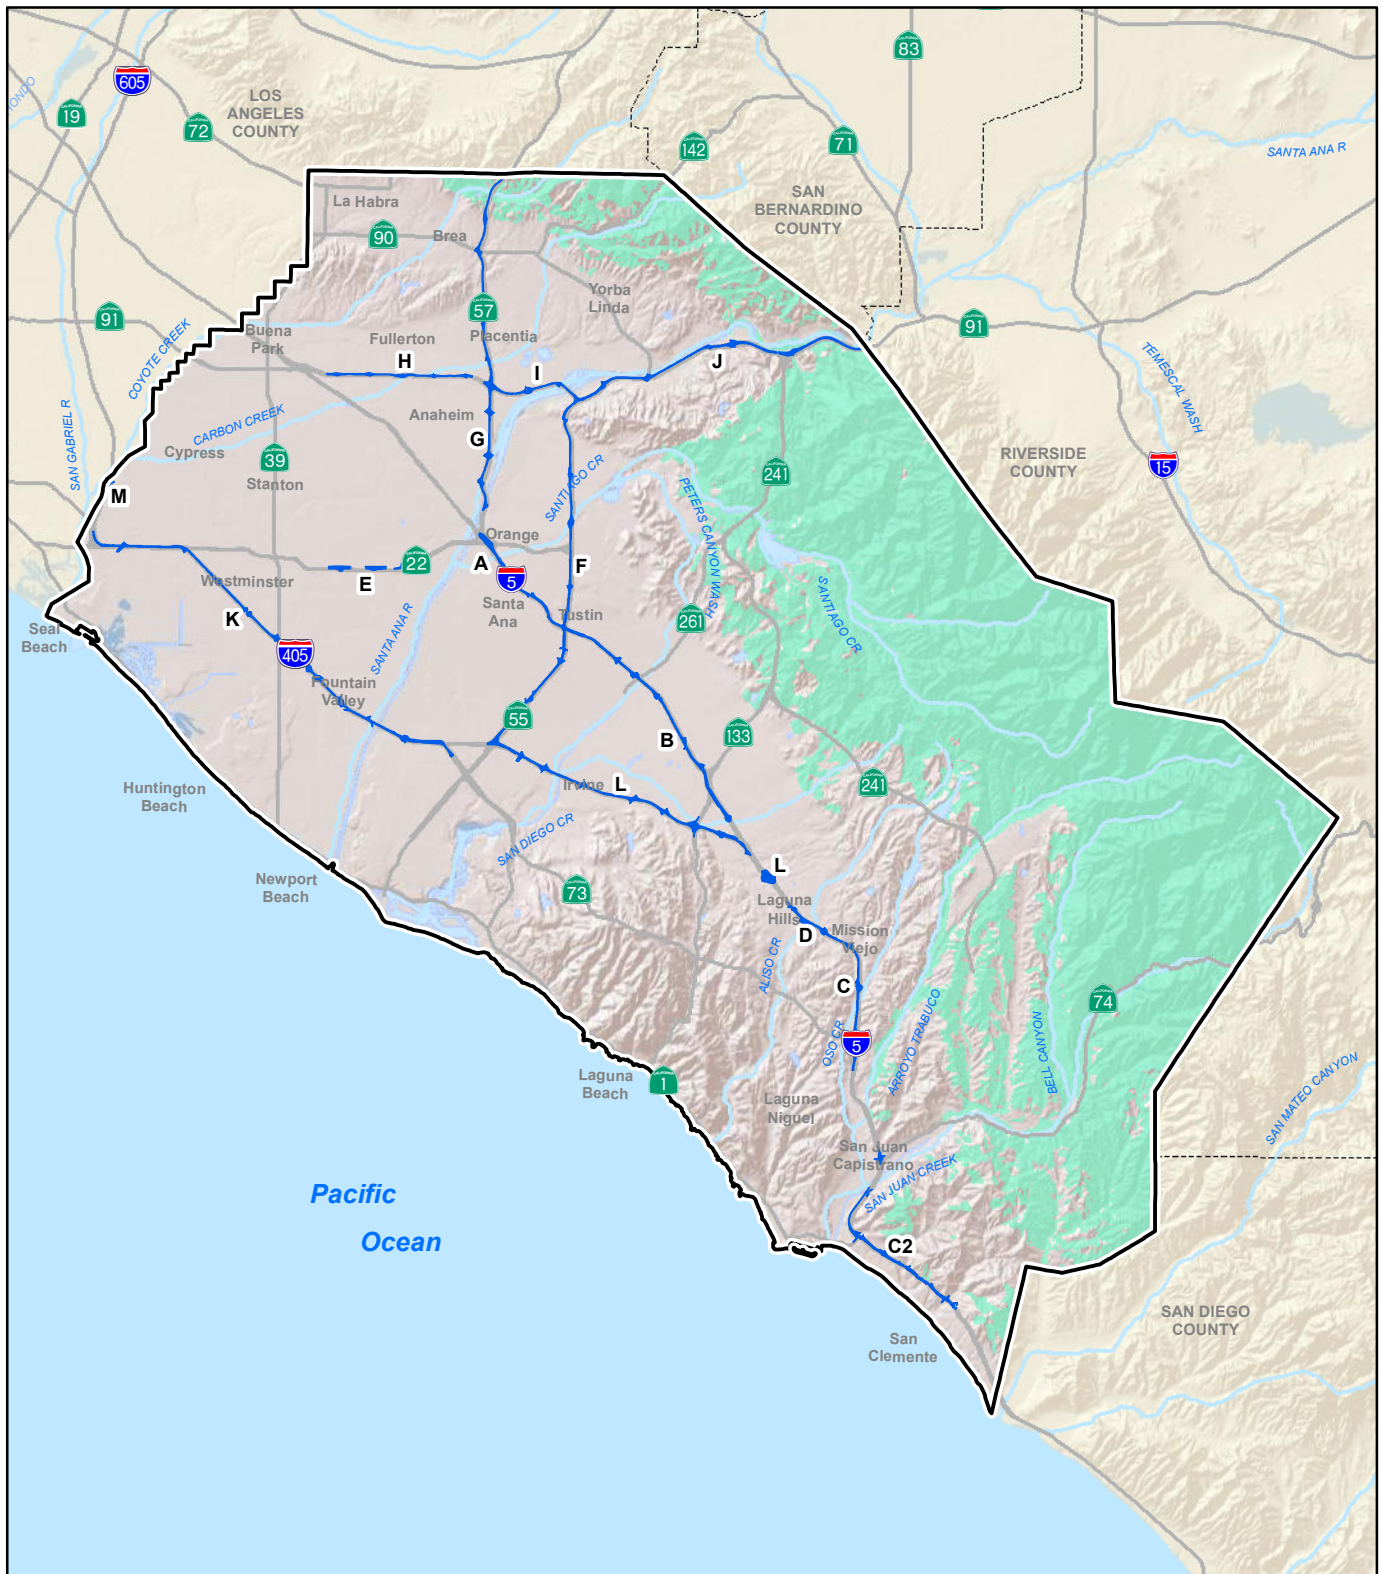 83
605
ONDO
LOS
ANGELES
COUNTY
19
72
142
71
SANTA ANA R
SAN
BERNARDINO
COUNTY
La Habra
90
Brea
Yorba
Linda
57
91
Buena
Park
Fullerton
Placentia
91
COYOTE CREEK
H
I
J
TEMESCAL WASH
SAN GABRIEL R
CARBON CREEK
Anaheim
G
Cypress
39
Stanton
M
SANTIAGO CR
PETERS CANYON WASH
241
RIVERSIDE
COUNTY
15
Orange
A
F
22
E
5
Westminster
Santa
Ana
Tustin
K
SANTA ANA R
261
S SANTIAGO CR
Seal
Beach
405
Fountain
Valley
55
B
133
241
Huntington
Beach
Irvine
L
SAN DIEGO CR
L
Newport
Beach
73
Laguna
Hills
D
Mission
Viejo
ALISO CR
C
74
OSO CR
5
ARROYO TRABUCO
BELL CANYON
Laguna
Beach
1
Laguna
Niguel
SAN MATEO CANYON
San Juan
Capistrano
SAN JUAN CREEK
Pacific
Ocean
C2
SAN DIEGO
COUNTY
San
Clemente